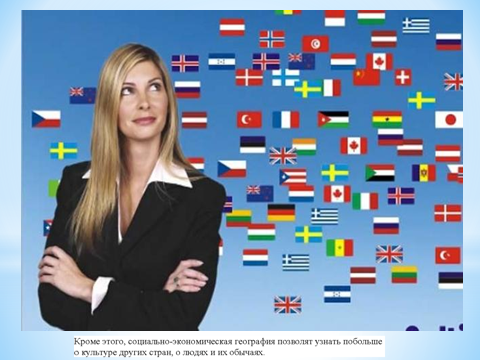 Кроме этого, социально-экономическая география позволят узнать побольше
о культуре других стран, о людях и их обычаях.